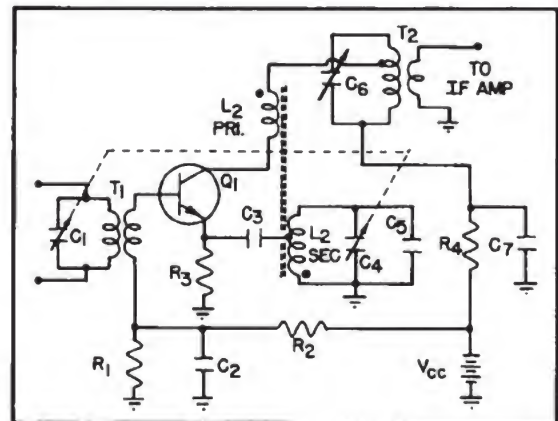 T2
C6
TO
IF AMP
L2
PRI.
T1
Q1
C1
C3
L2
SEC
C4
C5
R4
C7
R3
R1
C2
R2
VCC